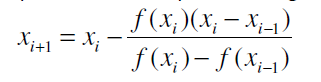 x_{i+1} = x_i − \frac{f(x_i)(x_i − x_{i−1})}{f(x_i) − f(x_{i−1})}